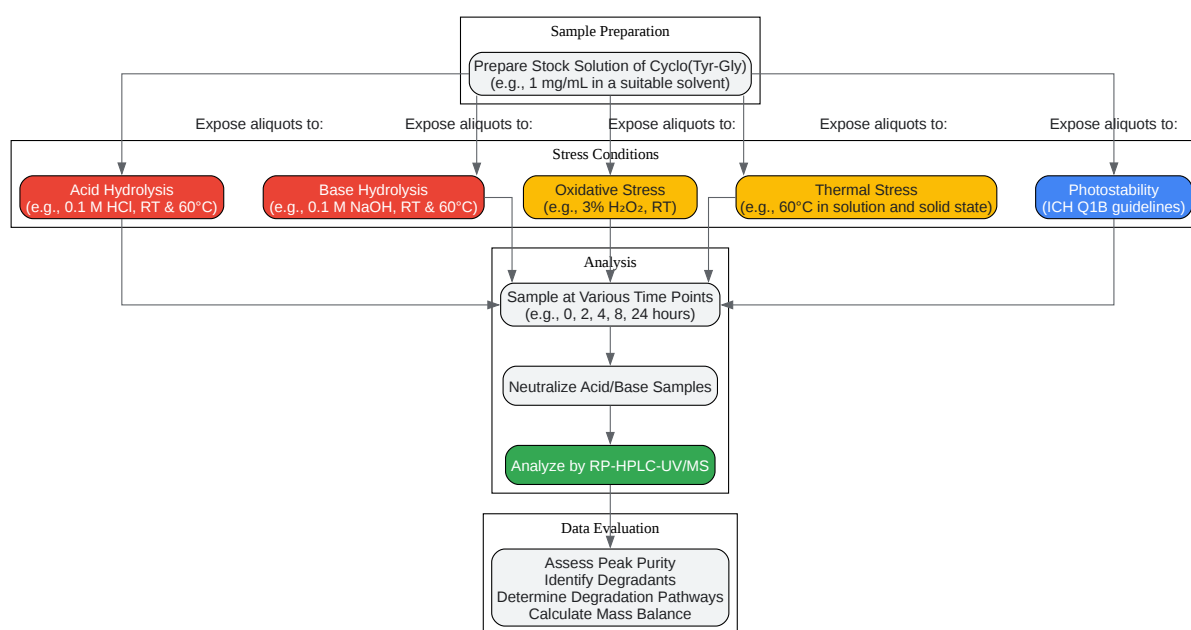 Sample Preparation
Prepare Stock Solution of Cyclo(Tyr-Gly)
(e.g., 1 mg/mL in a suitable solvent)
Expose aliquots to:
Expose aliquots to:
Expose aliquots to:
Expose aliquots to:
Expose aliquots to:
Stress Conditions
Acid Hydrolysis
(e.g., 0.1 M HCl, RT & 60°C)
Base Hydrolysis
(e.g., 0.1 M NaOH, RT & 60°C)
Oxidative Stress
(e.g., 3% H₂O₂, RT)
Thermal Stress
(e.g., 60°C in solution and solid state)
Photostability
(ICH Q1B guidelines)
Analysis
Sample at Various Time Points
(e.g., 0, 2, 4, 8, 24 hours)
Neutralize Acid/Base Samples
Analyze by RP-HPLC-UV/MS
Data Evaluation
Assess Peak Purity
Identify Degradants
Determine Degradation Pathways
Calculate Mass Balance